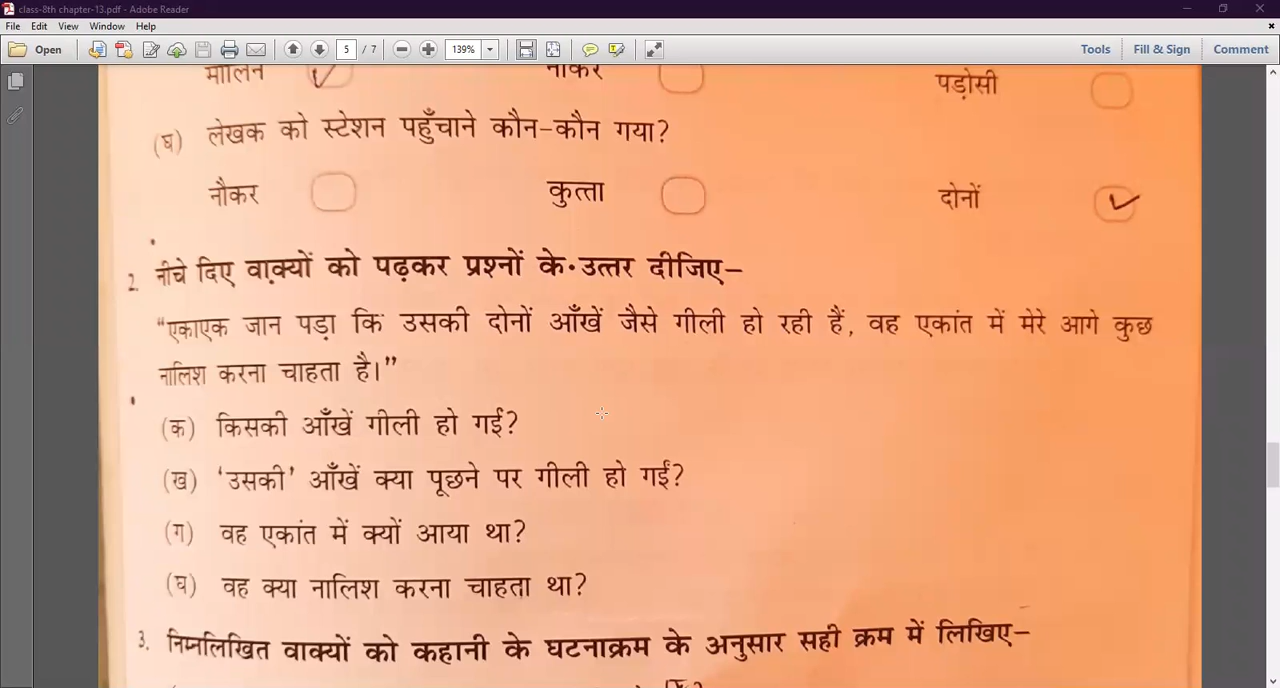 class-8th chapter-13.pdf - Adobe Reader
File Edit View Window Help
Open 5 / 7 139% Tools Fill & Sign Comment
मालिन नौकर पड़ोसी
(घ) लेखक को स्टेशन पहुँचाने कौन-कौन गया?
नौकर कुत्ता दोनों
2. नीचे दिए वाक्यों को पढ़कर प्रश्नों के उत्तर दीजिए–
“एकाएक जान पड़ा कि उसकी दोनों आँखें जैसे गीली हो रही हैं, वह एकांत में मेरे आगे कुछ
नालिश करना चाहता है।”
(क) किसकी आँखें गीली हो गईं?
(ख) ‘उसकी’ आँखें क्या पूछने पर गीली हो गईं?
(ग) वह एकांत में क्यों आया था?
(घ) वह क्या नालिश करना चाहता था?
3. निम्नलिखित वाक्यों को कहानी के घटनाक्रम के अनुसार सही क्रम में लिखिए–